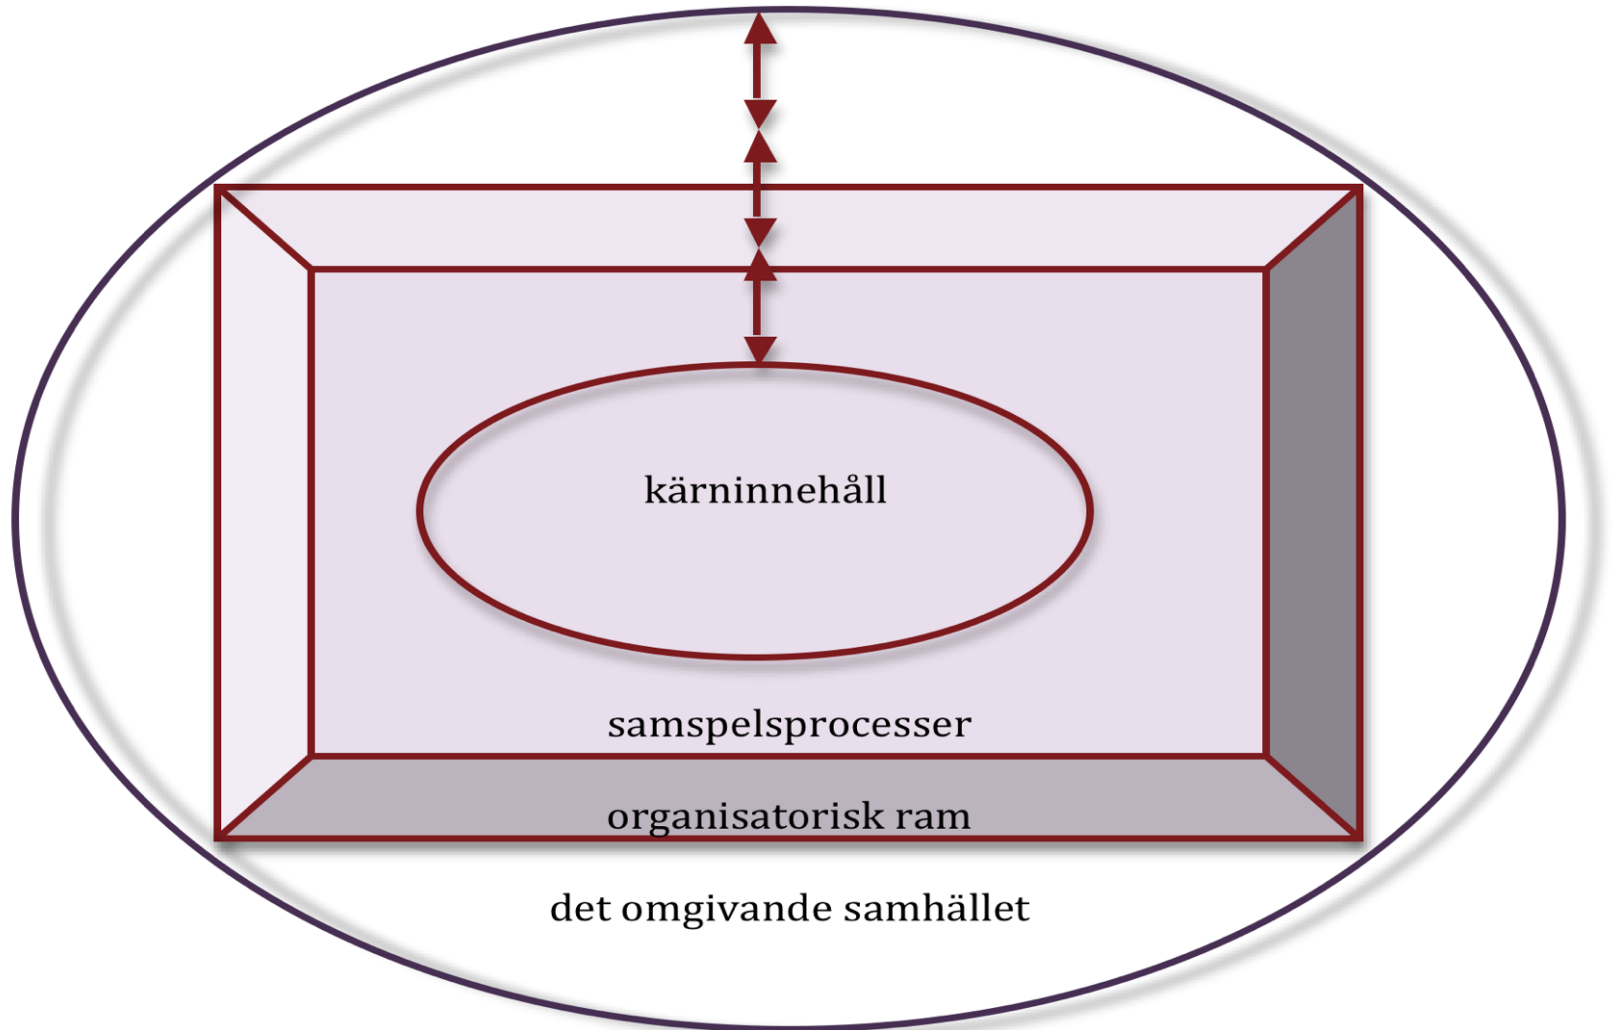 kärninnehåll
samspelsprocesser
organisatorisk ram
det omgivande samhället